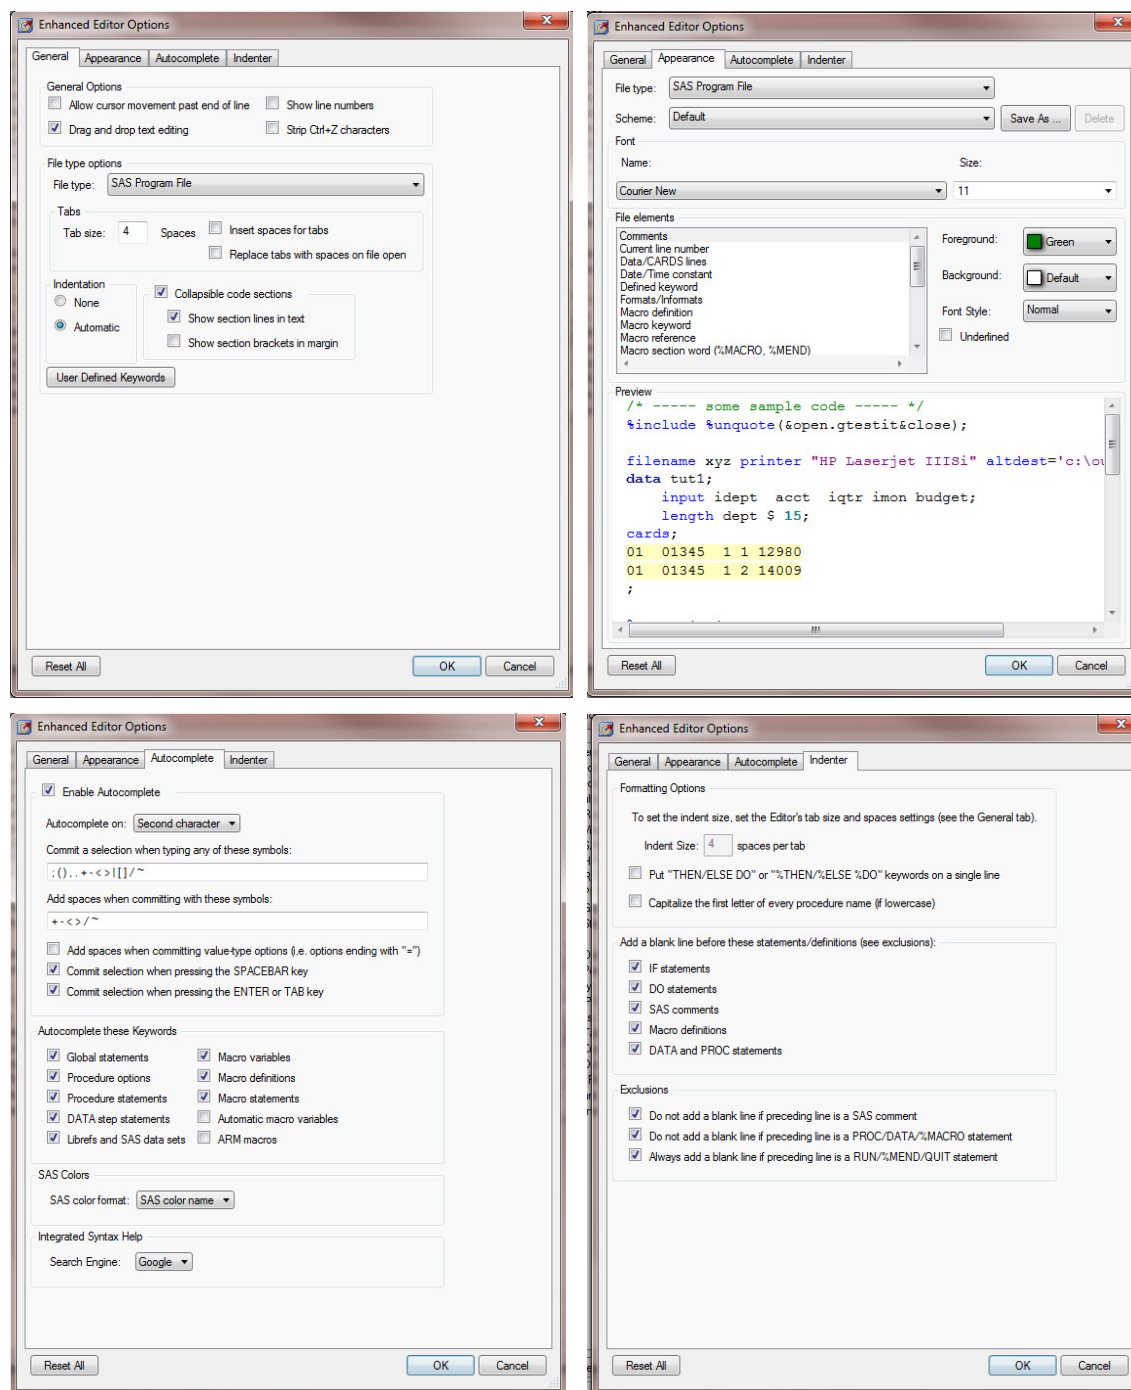 Enhanced Editor Options
General Appearance Autocomplete Indenter
General Options
Allow cursor movement past end of line Show line numbers
Drag and drop text editing Strip Ctrl+Z characters
File type options
File type: SAS Program File
Tabs
Tab size: 4 Spaces Insert spaces for tabs
Replace tabs with spaces on file open
Indentation
None
Automatic
Collapsible code sections
Show section lines in text
Show section brackets in margin
User Defined Keywords
Reset All OK Cancel
Enhanced Editor Options
General Appearance Autocomplete Indenter
File type: SAS Program File
Scheme: Default Save As ... Delete
Font
Name: Size:
Courier New 11
File elements
Comments
Current line number
Data/CARDS lines
Date/Time constant
Defined keyword
Formats/Informats
Macro definition
Macro keyword
Macro reference
Macro section word (%MACRO, %MEND)
Foreground: Green
Background: Default
Font Style: Normal
Underlined
Preview
/* ----- some sample code ----- */
%include %unquote(&open.gtestit&close);
filename xyz printer "HP Laserjet IIISi" altdest='c:\ou
data tut1;
input idept acct iqtr imon budget;
length dept $ 15;
cards;
01 01345 1 1 12980
01 01345 1 2 14009
;
Reset All OK Cancel
Enhanced Editor Options
General Appearance Autocomplete Indenter
Enable Autocomplete
Autocomplete on: Second character
Commit a selection when typing any of these symbols:
;(),.+-<>|[]/~
Add spaces when committing with these symbols:
+-<>/~
Add spaces when committing value-type options (i.e. options ending with "=")
Commit selection when pressing the SPACEBAR key
Commit selection when pressing the ENTER or TAB key
Autocomplete these Keywords
Global statements Macro variables
Procedure options Macro definitions
Procedure statements Macro statements
DATA step statements Automatic macro variables
Librefs and SAS data sets ARM macros
SAS Colors
SAS color format: SAS color name
Integrated Syntax Help
Search Engine: Google
Reset All OK Cancel
Enhanced Editor Options
General Appearance Autocomplete Indenter
Formatting Options
To set the indent size, set the Editor's tab size and spaces settings (see the General tab).
Indent Size: 4 spaces per tab
Put "THEN/ELSE DO" or "%THEN/%ELSE %DO" keywords on a single line
Capitalize the first letter of every procedure name (if lowercase)
Add a blank line before these statements/definitions (see exclusions):
IF statements
DO statements
SAS comments
Macro definitions
DATA and PROC statements
Exclusions
Do not add a blank line if preceding line is a SAS comment
Do not add a blank line if preceding line is a PROC/DATA/%MACRO statement
Always add a blank line if preceding line is a RUN/%MEND/QUIT statement
Reset All OK Cancel